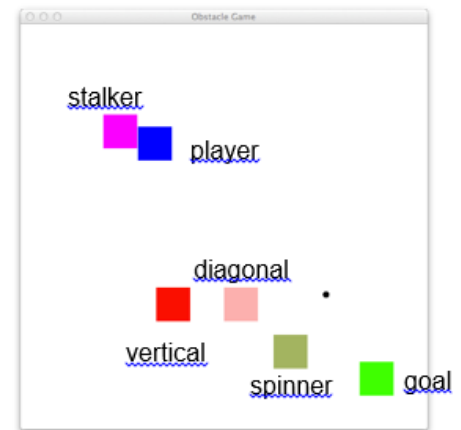 Obstacle Game
stalker
player
diagonal
vertical
spinner
goal